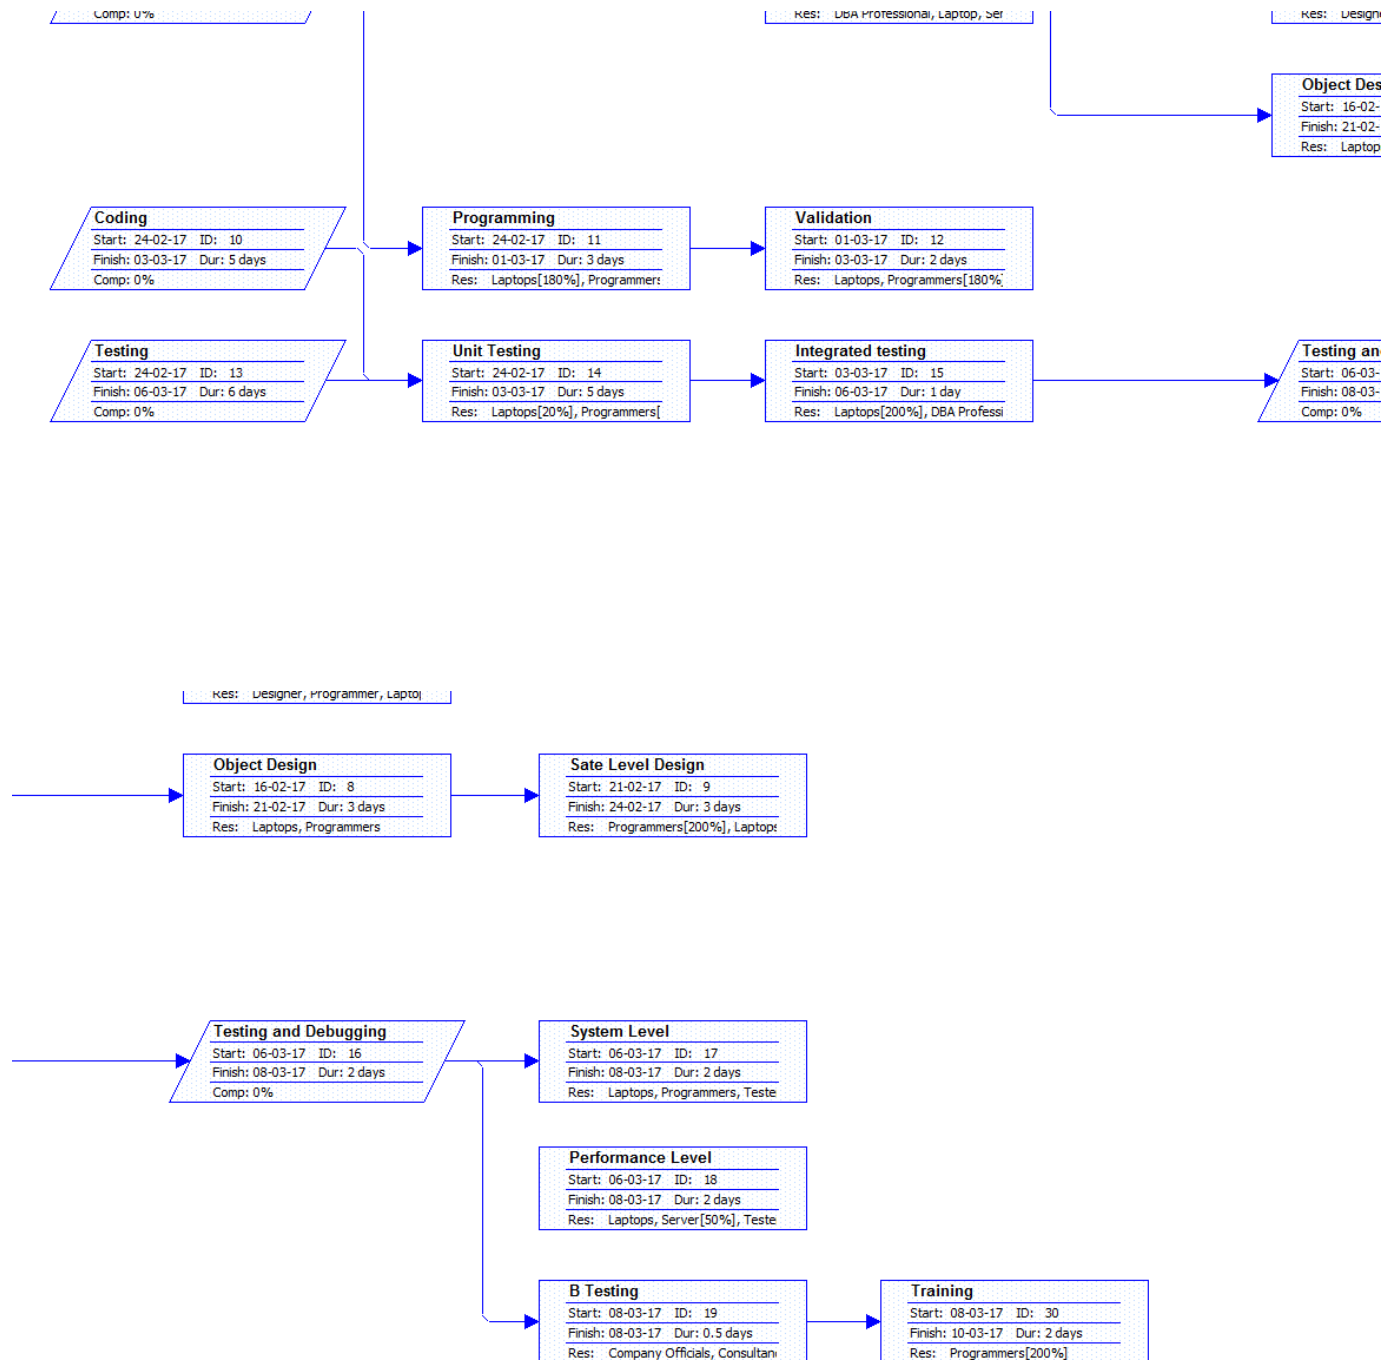 Comp: 0%
Res: DBA Professional, Laptop, Ser
Res:
Object Des
Start: 16-02-
Finish: 21-02-
Res: Laptop
Coding
Start: 24-02-17 ID: 10
Finish: 03-03-17 Dur: 5 days
Comp: 0%
Programming
Start: 24-02-17 ID: 11
Finish: 01-03-17 Dur: 3 days
Res: Laptops[180%], Programmers
Validation
Start: 01-03-17 ID: 12
Finish: 03-03-17 Dur: 2 days
Res: Laptops, Programmers[180%]
Testing
Start: 24-02-17 ID: 13
Finish: 06-03-17 Dur: 6 days
Comp: 0%
Unit Testing
Start: 24-02-17 ID: 14
Finish: 03-03-17 Dur: 5 days
Res: Laptops[20%], Programmers[
Integrated testing
Start: 03-03-17 ID: 15
Finish: 06-03-17 Dur: 1 day
Res: Laptops[200%], DBA Professi
Testing an
Start: 06-03-
Finish: 08-03-
Comp: 0%
Res: Designer, Programmer, Laptop
Object Design
Start: 16-02-17 ID: 8
Finish: 21-02-17 Dur: 3 days
Res: Laptops, Programmers
Sate Level Design
Start: 21-02-17 ID: 9
Finish: 24-02-17 Dur: 3 days
Res: Programmers[200%], Laptops
Testing and Debugging
Start: 06-03-17 ID: 16
Finish: 08-03-17 Dur: 2 days
Comp: 0%
System Level
Start: 06-03-17 ID: 17
Finish: 08-03-17 Dur: 2 days
Res: Laptops, Programmers, Teste
Performance Level
Start: 06-03-17 ID: 18
Finish: 08-03-17 Dur: 2 days
Res: Laptops, Server[50%], Teste
B Testing
Start: 08-03-17 ID: 19
Finish: 08-03-17 Dur: 0.5 days
Res: Company Officials, Consultan
Training
Start: 08-03-17 ID: 30
Finish: 10-03-17 Dur: 2 days
Res: Programmers[200%]